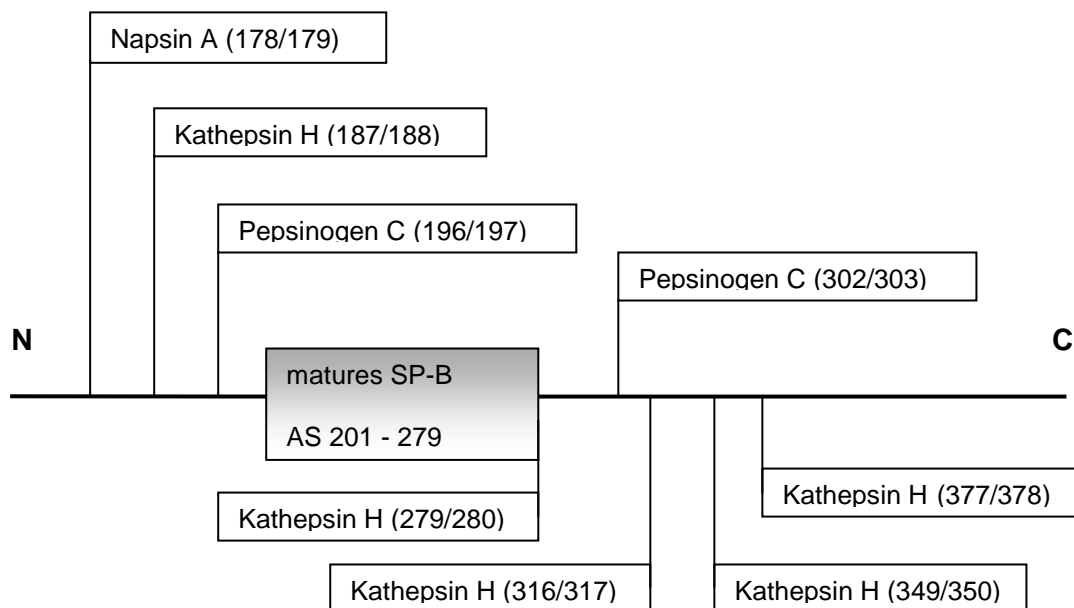 Napsin A (178/179)
Kathepsin H (187/188)
Pepsinogen C (196/197)
Pepsinogen C (302/303)
N
C
matures SP-B
AS 201 - 279
Kathepsin H (377/378)
Kathepsin H (279/280)
Kathepsin H (316/317)
Kathepsin H (349/350)